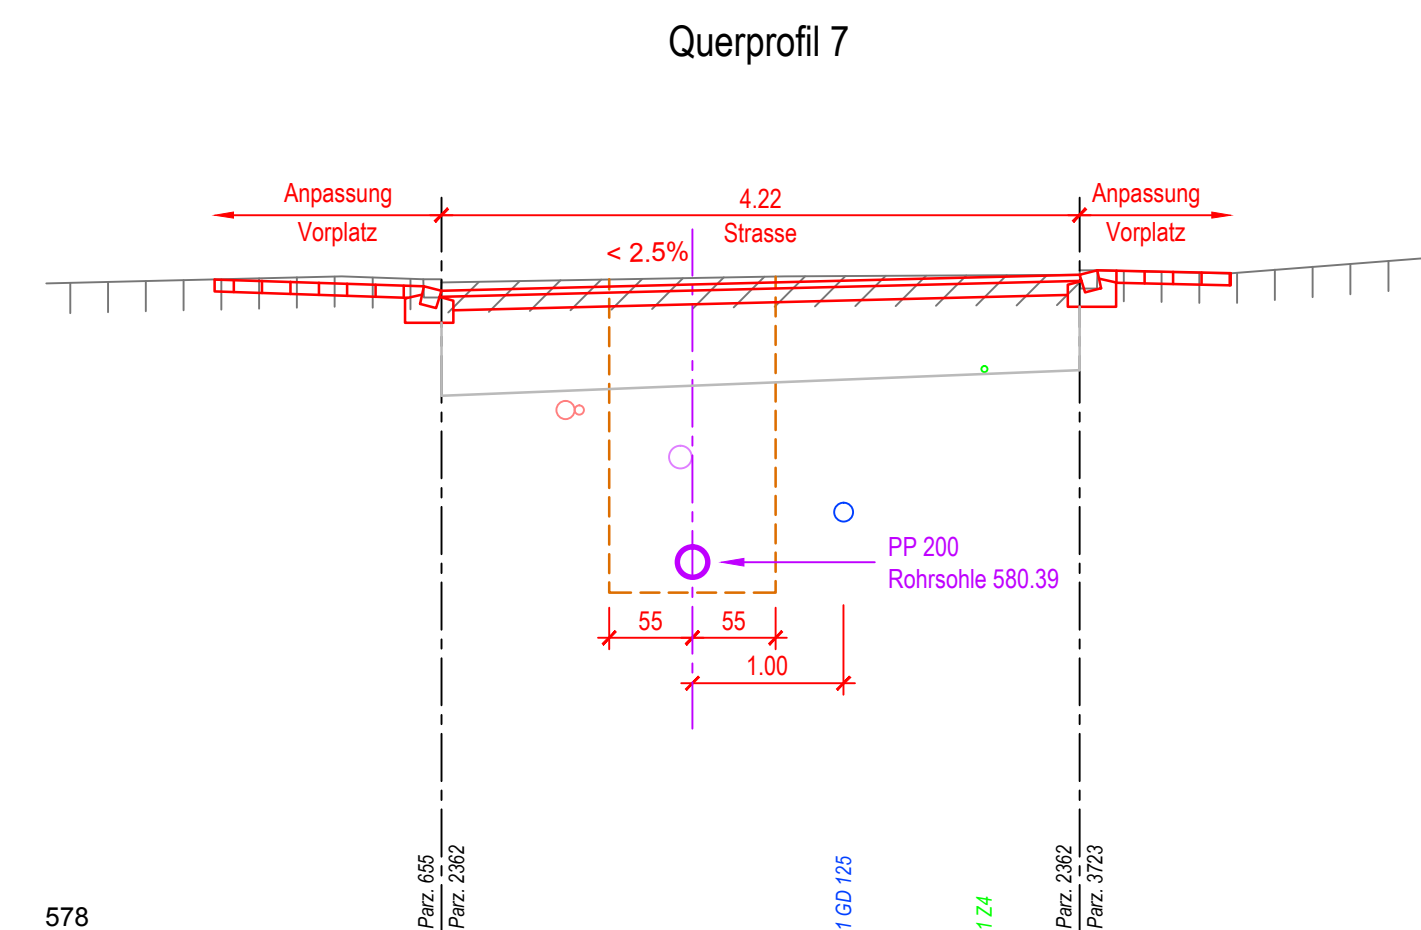 Querprofil 7
Anpassung
Vorplatz
4.22
Strasse
Anpassung
Vorplatz
< 2.5%
PP 200
Rohrsohle 580.39
55
55
1.00
Parz. 655
Parz. 2362
1 GD 125
1 Z4
Parz. 2362
Parz. 3723
578